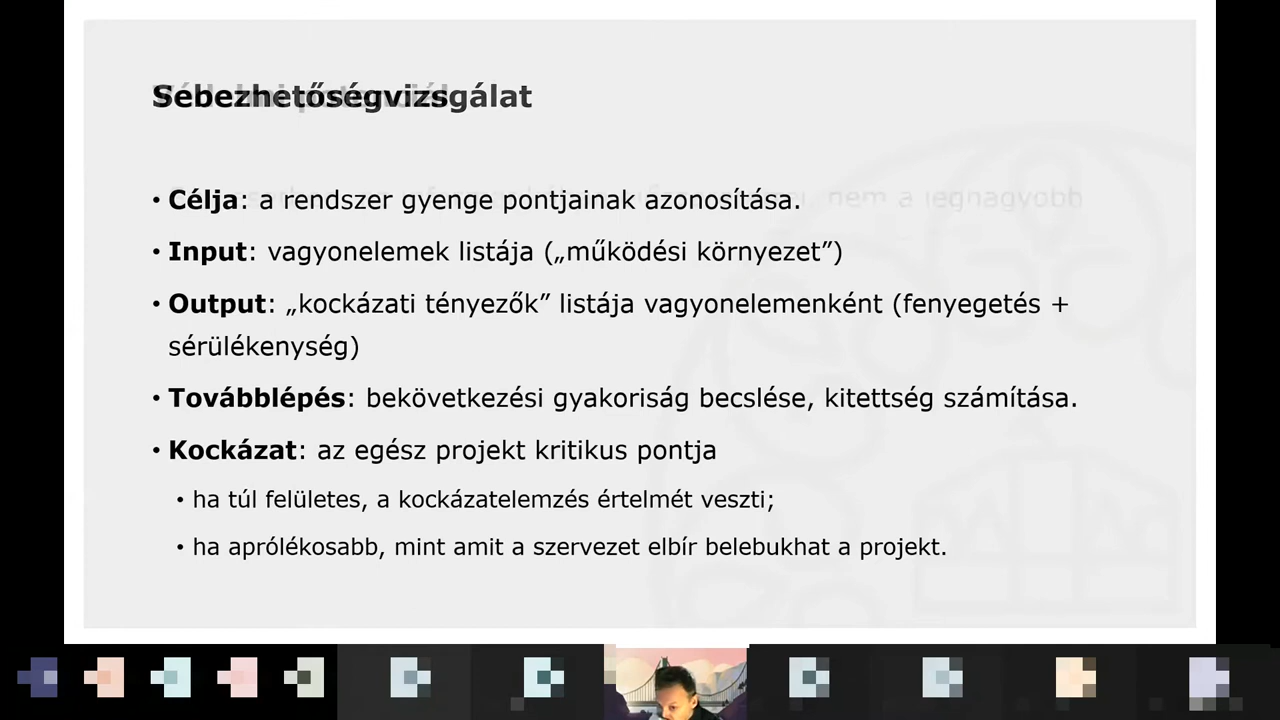 Sebezhetőségvizsgálat
• Célja: a rendszer gyenge pontjainak azonosítása.
nem a legnagyobb
• Input: vagyonelemek listája („működési környezet”)
• Output: „kockázati tényezők” listája vagyonelemenként (fenyegetés +
sérülékenység)
• Továbblépés: bekövetkezési gyakoriság becslése, kitettség számítása.
• Kockázat: az egész projekt kritikus pontja
• ha túl felületes, a kockázatelemzés értelmét veszti;
• ha aprólékosabb, mint amit a szervezet elbír belebukhat a projekt.